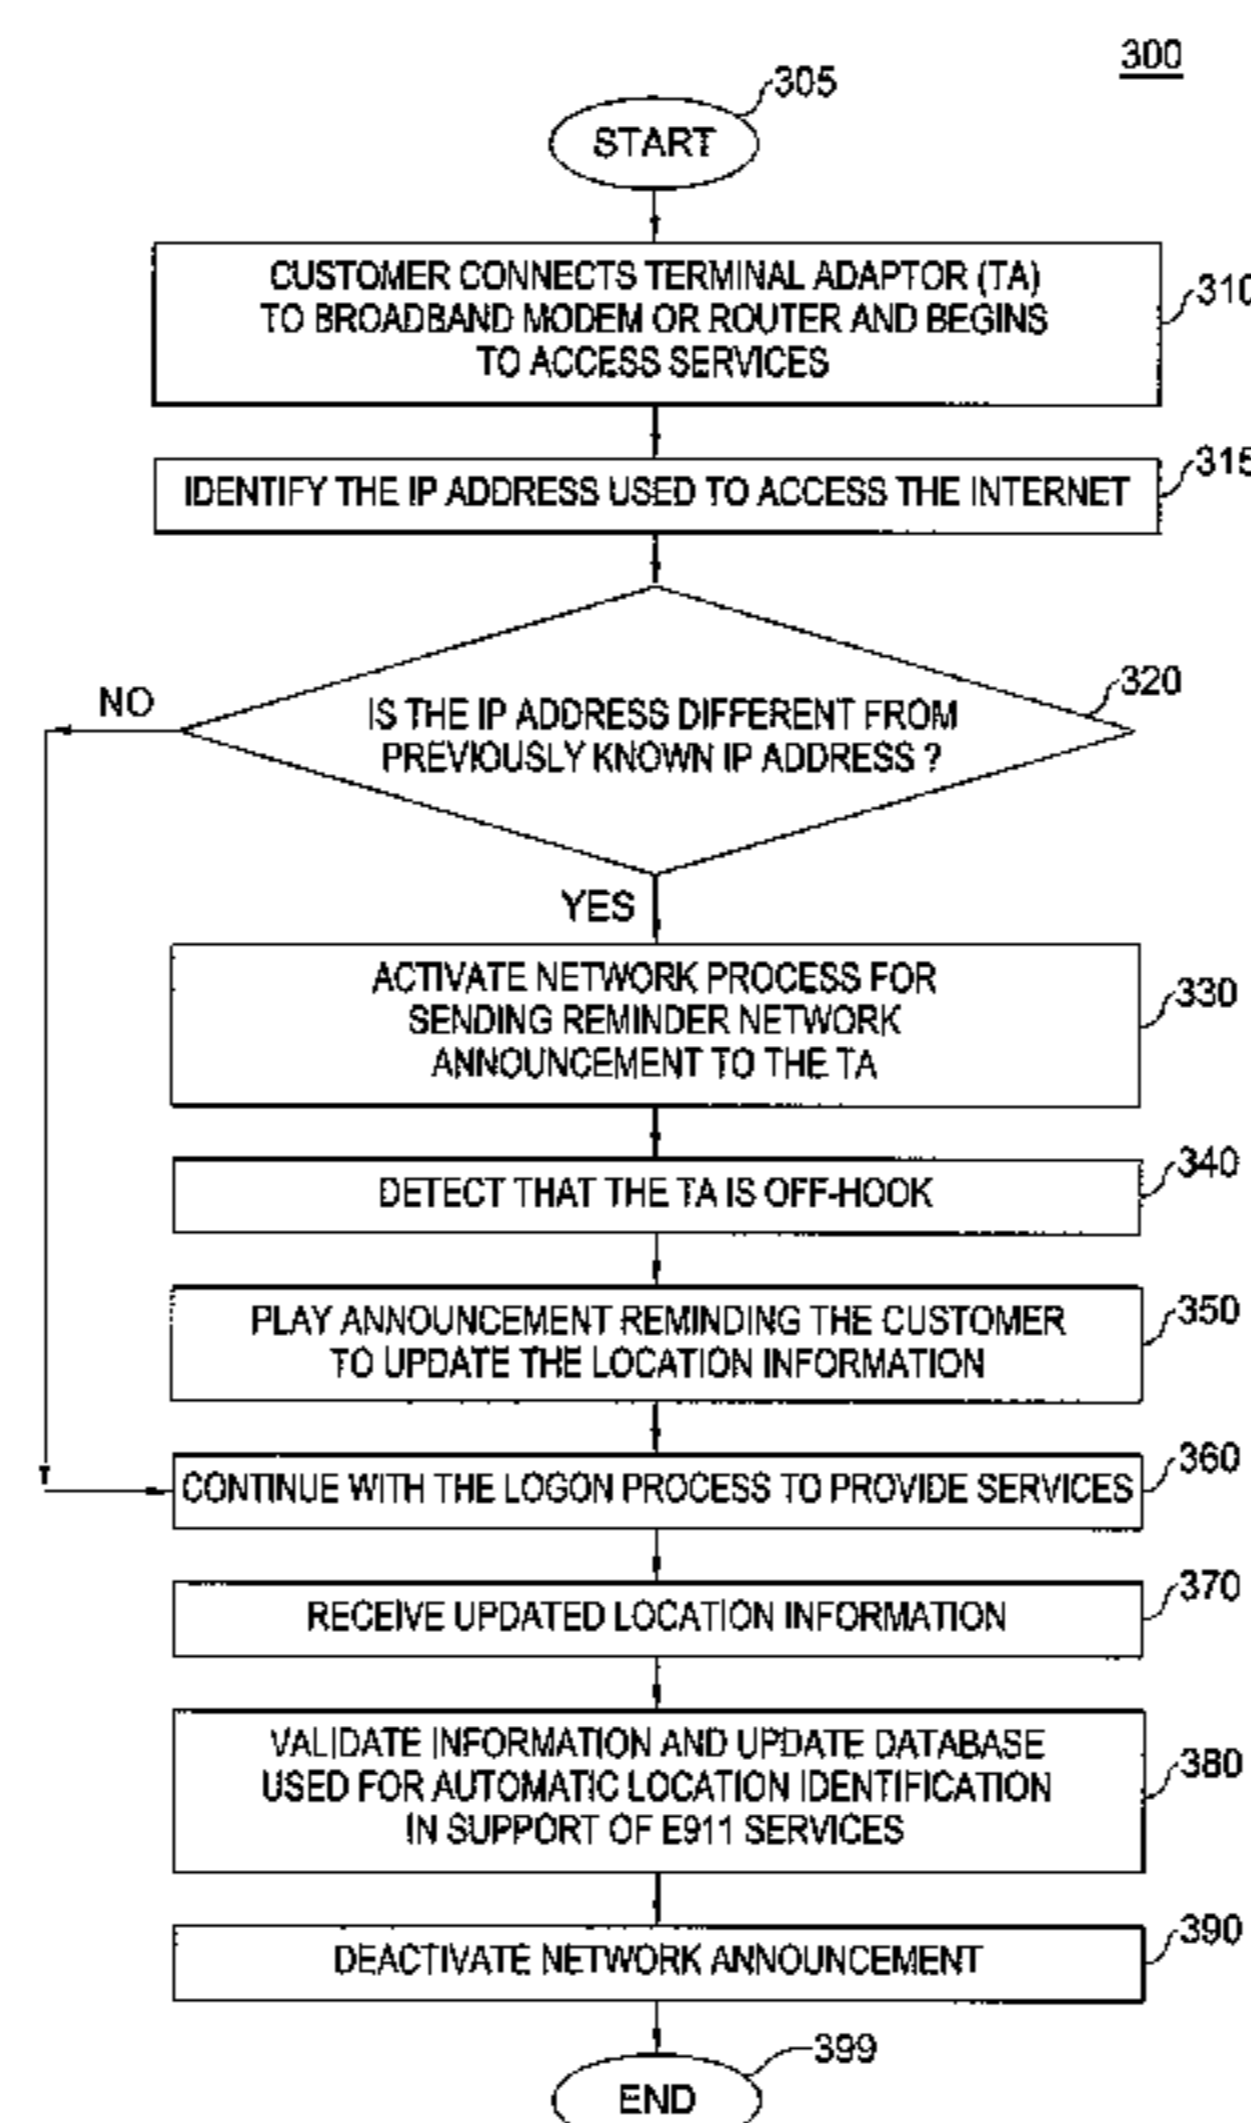 300
305
START
CUSTOMER CONNECTS TERMINAL ADAPTOR (TA)
TO BROADBAND MODEM OR ROUTER AND BEGINS
TO ACCESS SERVICES
310
IDENTIFY THE IP ADDRESS USED TO ACCESS THE INTERNET
315
320
NO
IS THE IP ADDRESS DIFFERENT FROM
PREVIOUSLY KNOWN IP ADDRESS ?
YES
ACTIVATE NETWORK PROCESS FOR
SENDING REMINDER NETWORK
ANNOUNCEMENT TO THE TA
330
DETECT THAT THE TA IS OFF-HOOK
340
PLAY ANNOUNCEMENT REMINDING THE CUSTOMER
TO UPDATE THE LOCATION INFORMATION
350
CONTINUE WITH THE LOGON PROCESS TO PROVIDE SERVICES
360
RECEIVE UPDATED LOCATION INFORMATION
370
VALIDATE INFORMATION AND UPDATE DATABASE
USED FOR AUTOMATIC LOCATION IDENTIFICATION
IN SUPPORT OF E911 SERVICES
380
DEACTIVATE NETWORK ANNOUNCEMENT
390
399
END